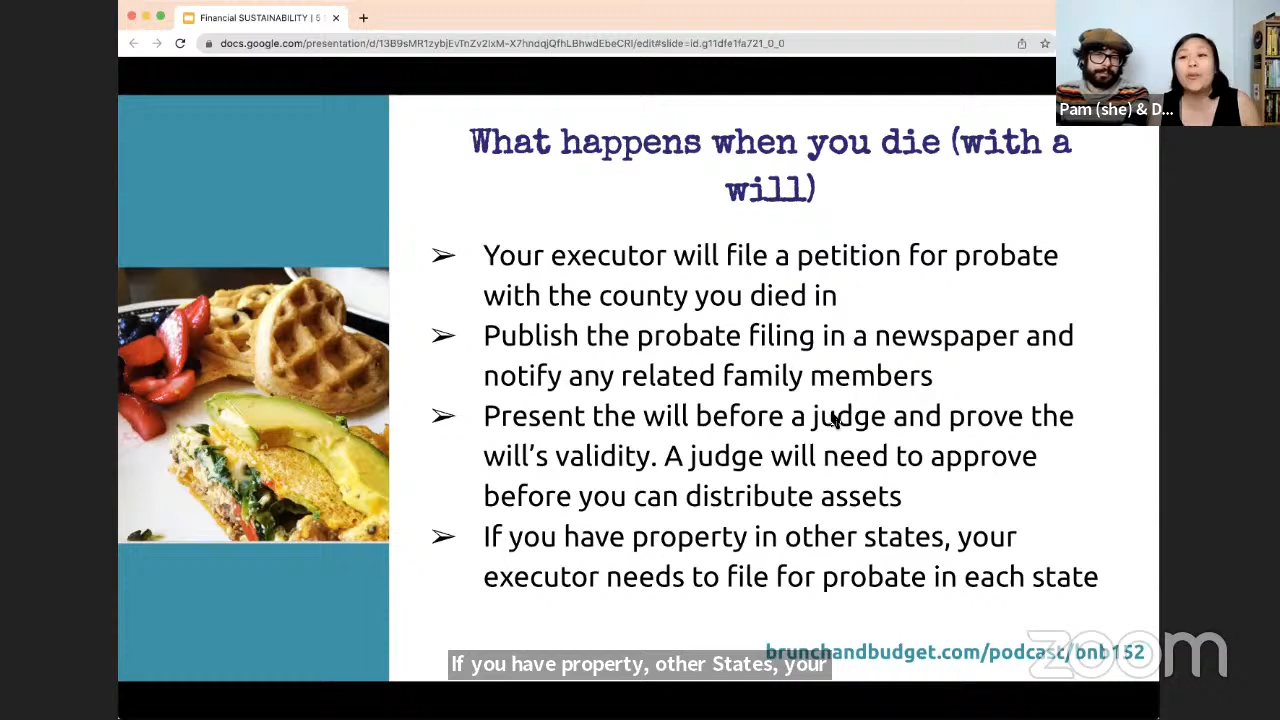 Financial SUSTAINABILITY | 5
docs.google.com/presentation/d/13B9sMR1zybjEvTnZv2lxM-X7hndqjQfhLBhwdEbeCRI/edit#slide=id.g11dfe1fa721_0_0
Pam (she) & D...
What happens when you die (with a
will)
➢ Your executor will file a petition for probate
with the county you died in
➢ Publish the probate filing in a newspaper and
notify any related family members
➢ Present the will before a judge and prove the
will’s validity. A judge will need to approve
before you can distribute assets
➢ If you have property in other states, your
executor needs to file for probate in each state
brunchandbudget.com/podcast/bnb152
If you have property, other States, your
zoom